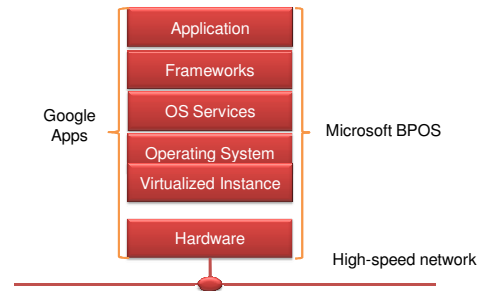 Application
Frameworks
OS Services
Operating System
Virtualized Instance
Hardware
Google
Apps
Microsoft BPOS
High-speed network